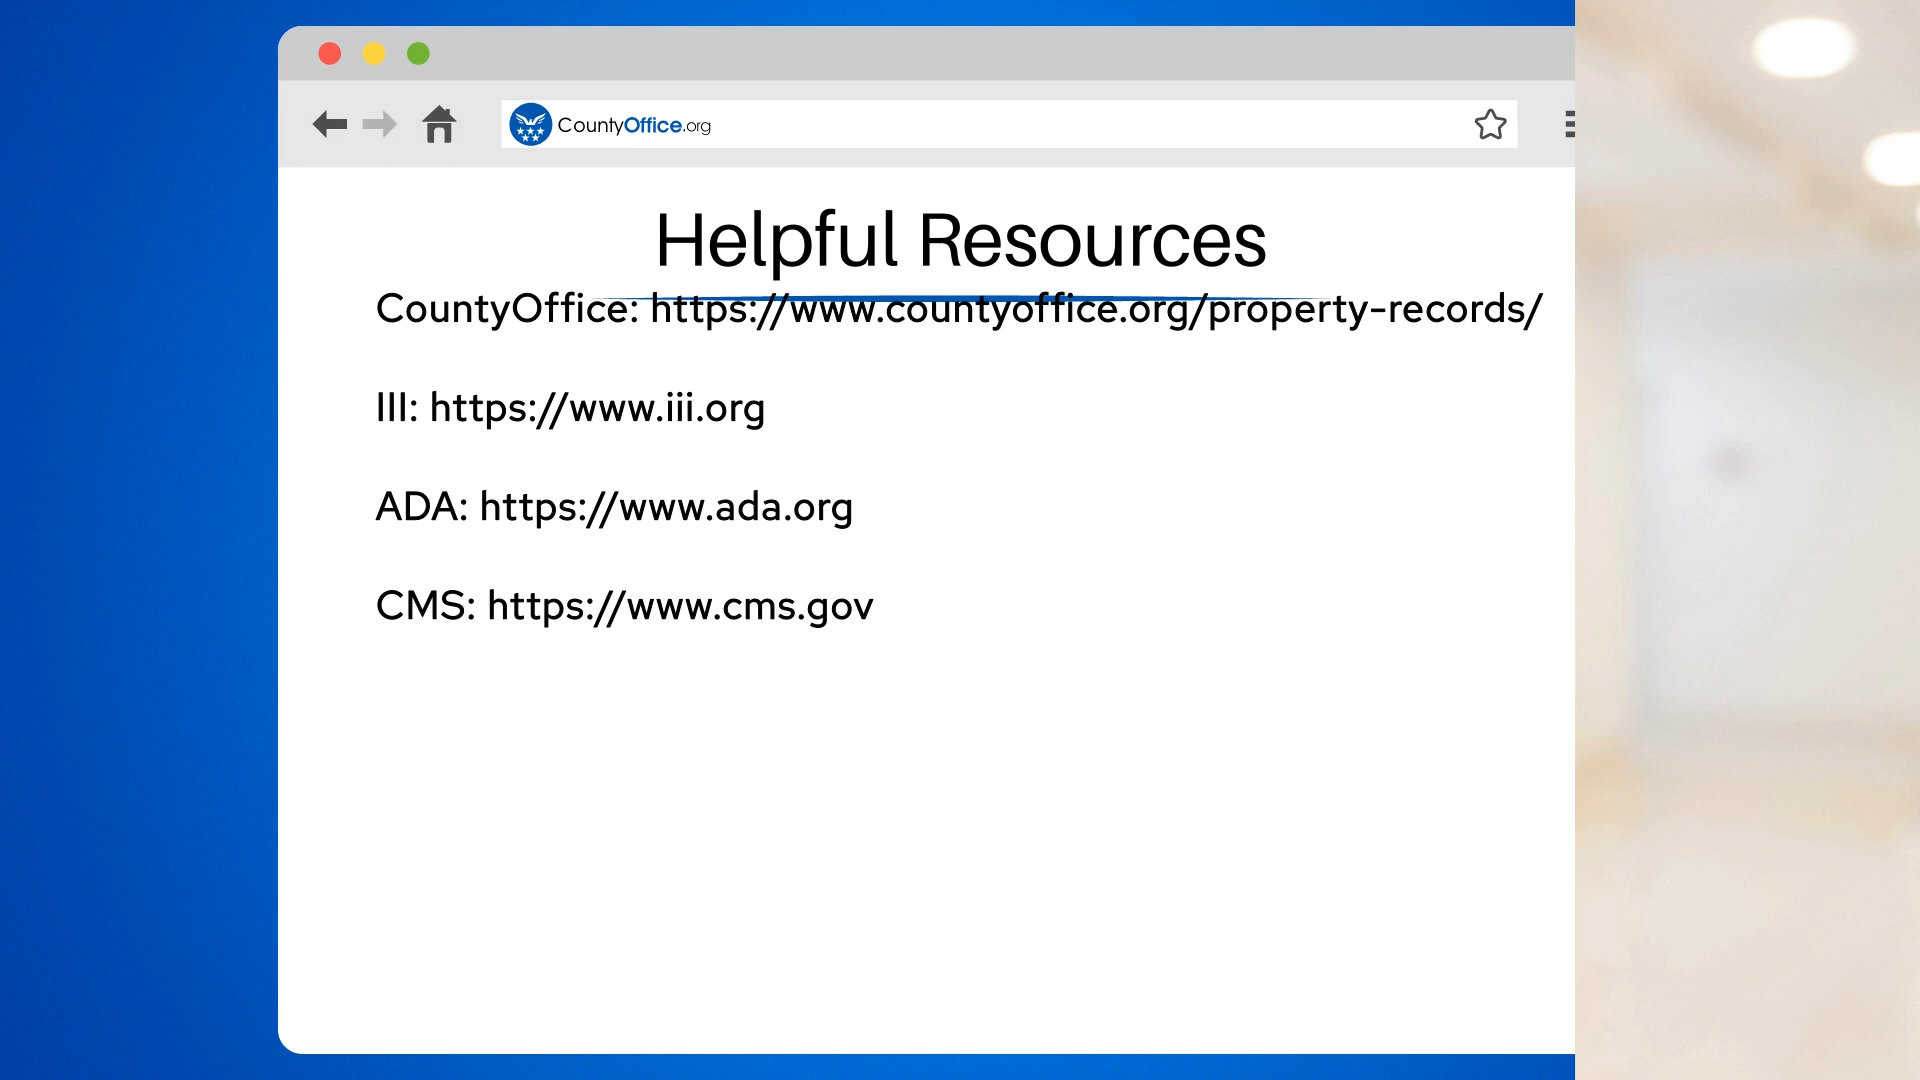 CountyOffice.org
Helpful Resources
CountyOffice: https://www.countyoffice.org/property-records/
III: https://www.iii.org
ADA: https://www.ada.org
CMS: https://www.cms.gov